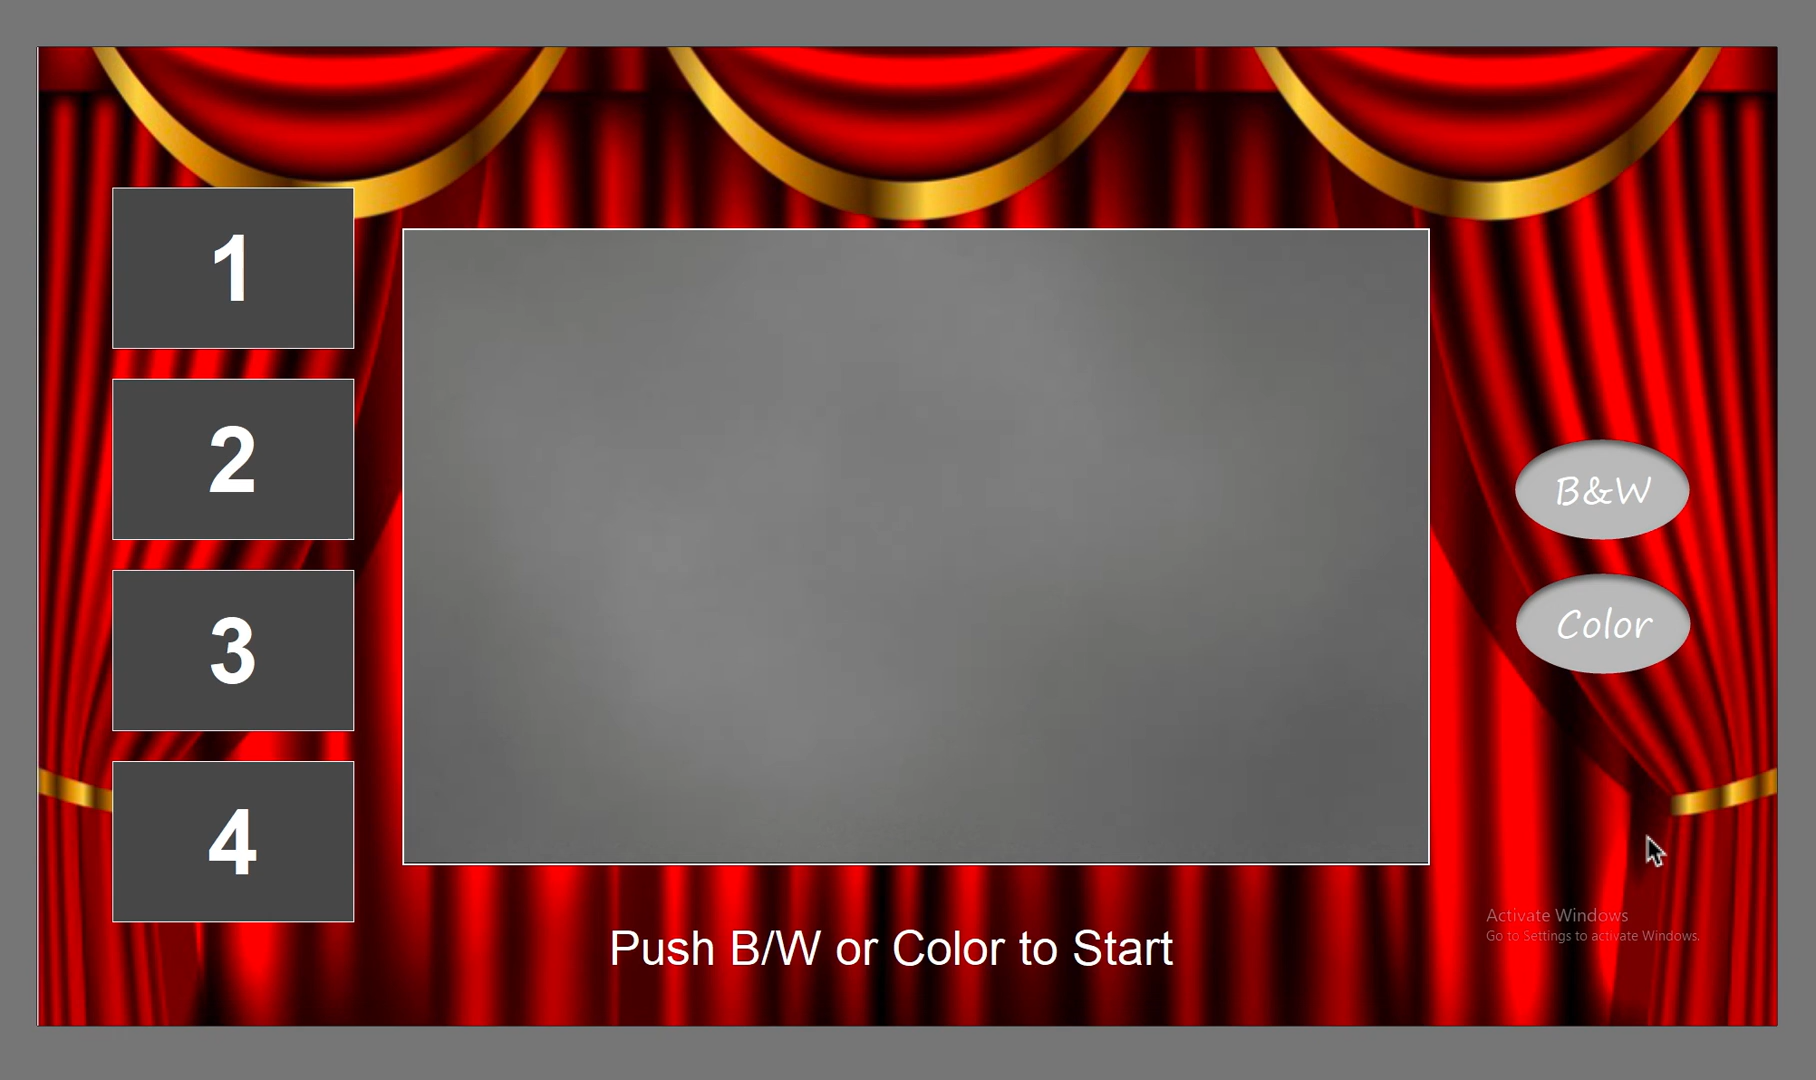 1
2
3
4
B&W
Color
Push B/W or Color to Start
Activate Windows
Go to Settings to activate Windows.